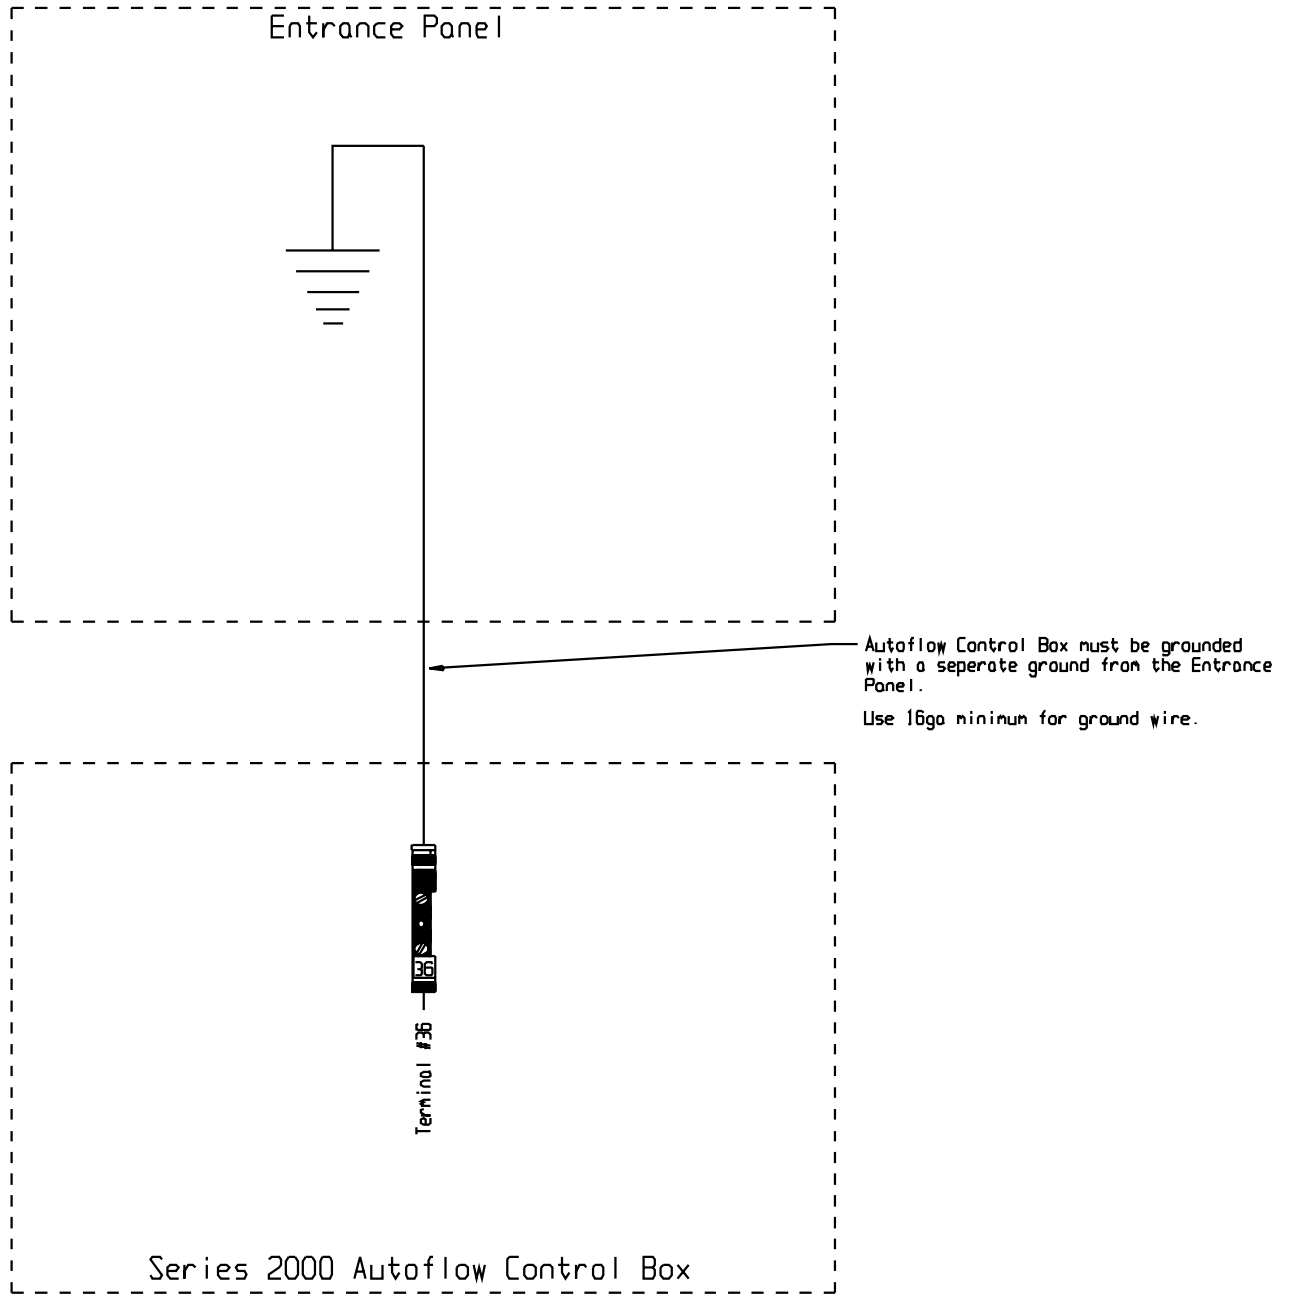 Entrance Panel
Autoflow Control Box must be grounded
with a seperate ground from the Entrance
Panel.
Use 16ga minimum for ground wire.
36
Terminal #36
Series 2000 Autoflow Control Box